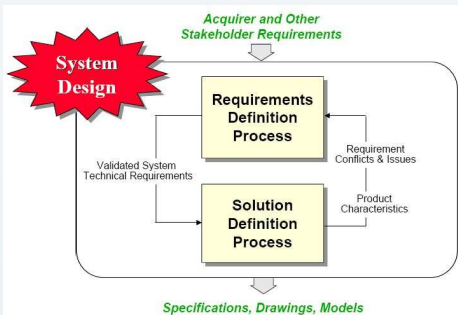 Acquirer and Other
Stakeholder Requirements
System
Design
Requirements
Definition
Process
Validated System
Technical Requirements
Requirement
Conflicts & Issues
Product
Characteristics
Solution
Definition
Process
Specifications, Drawings, Models